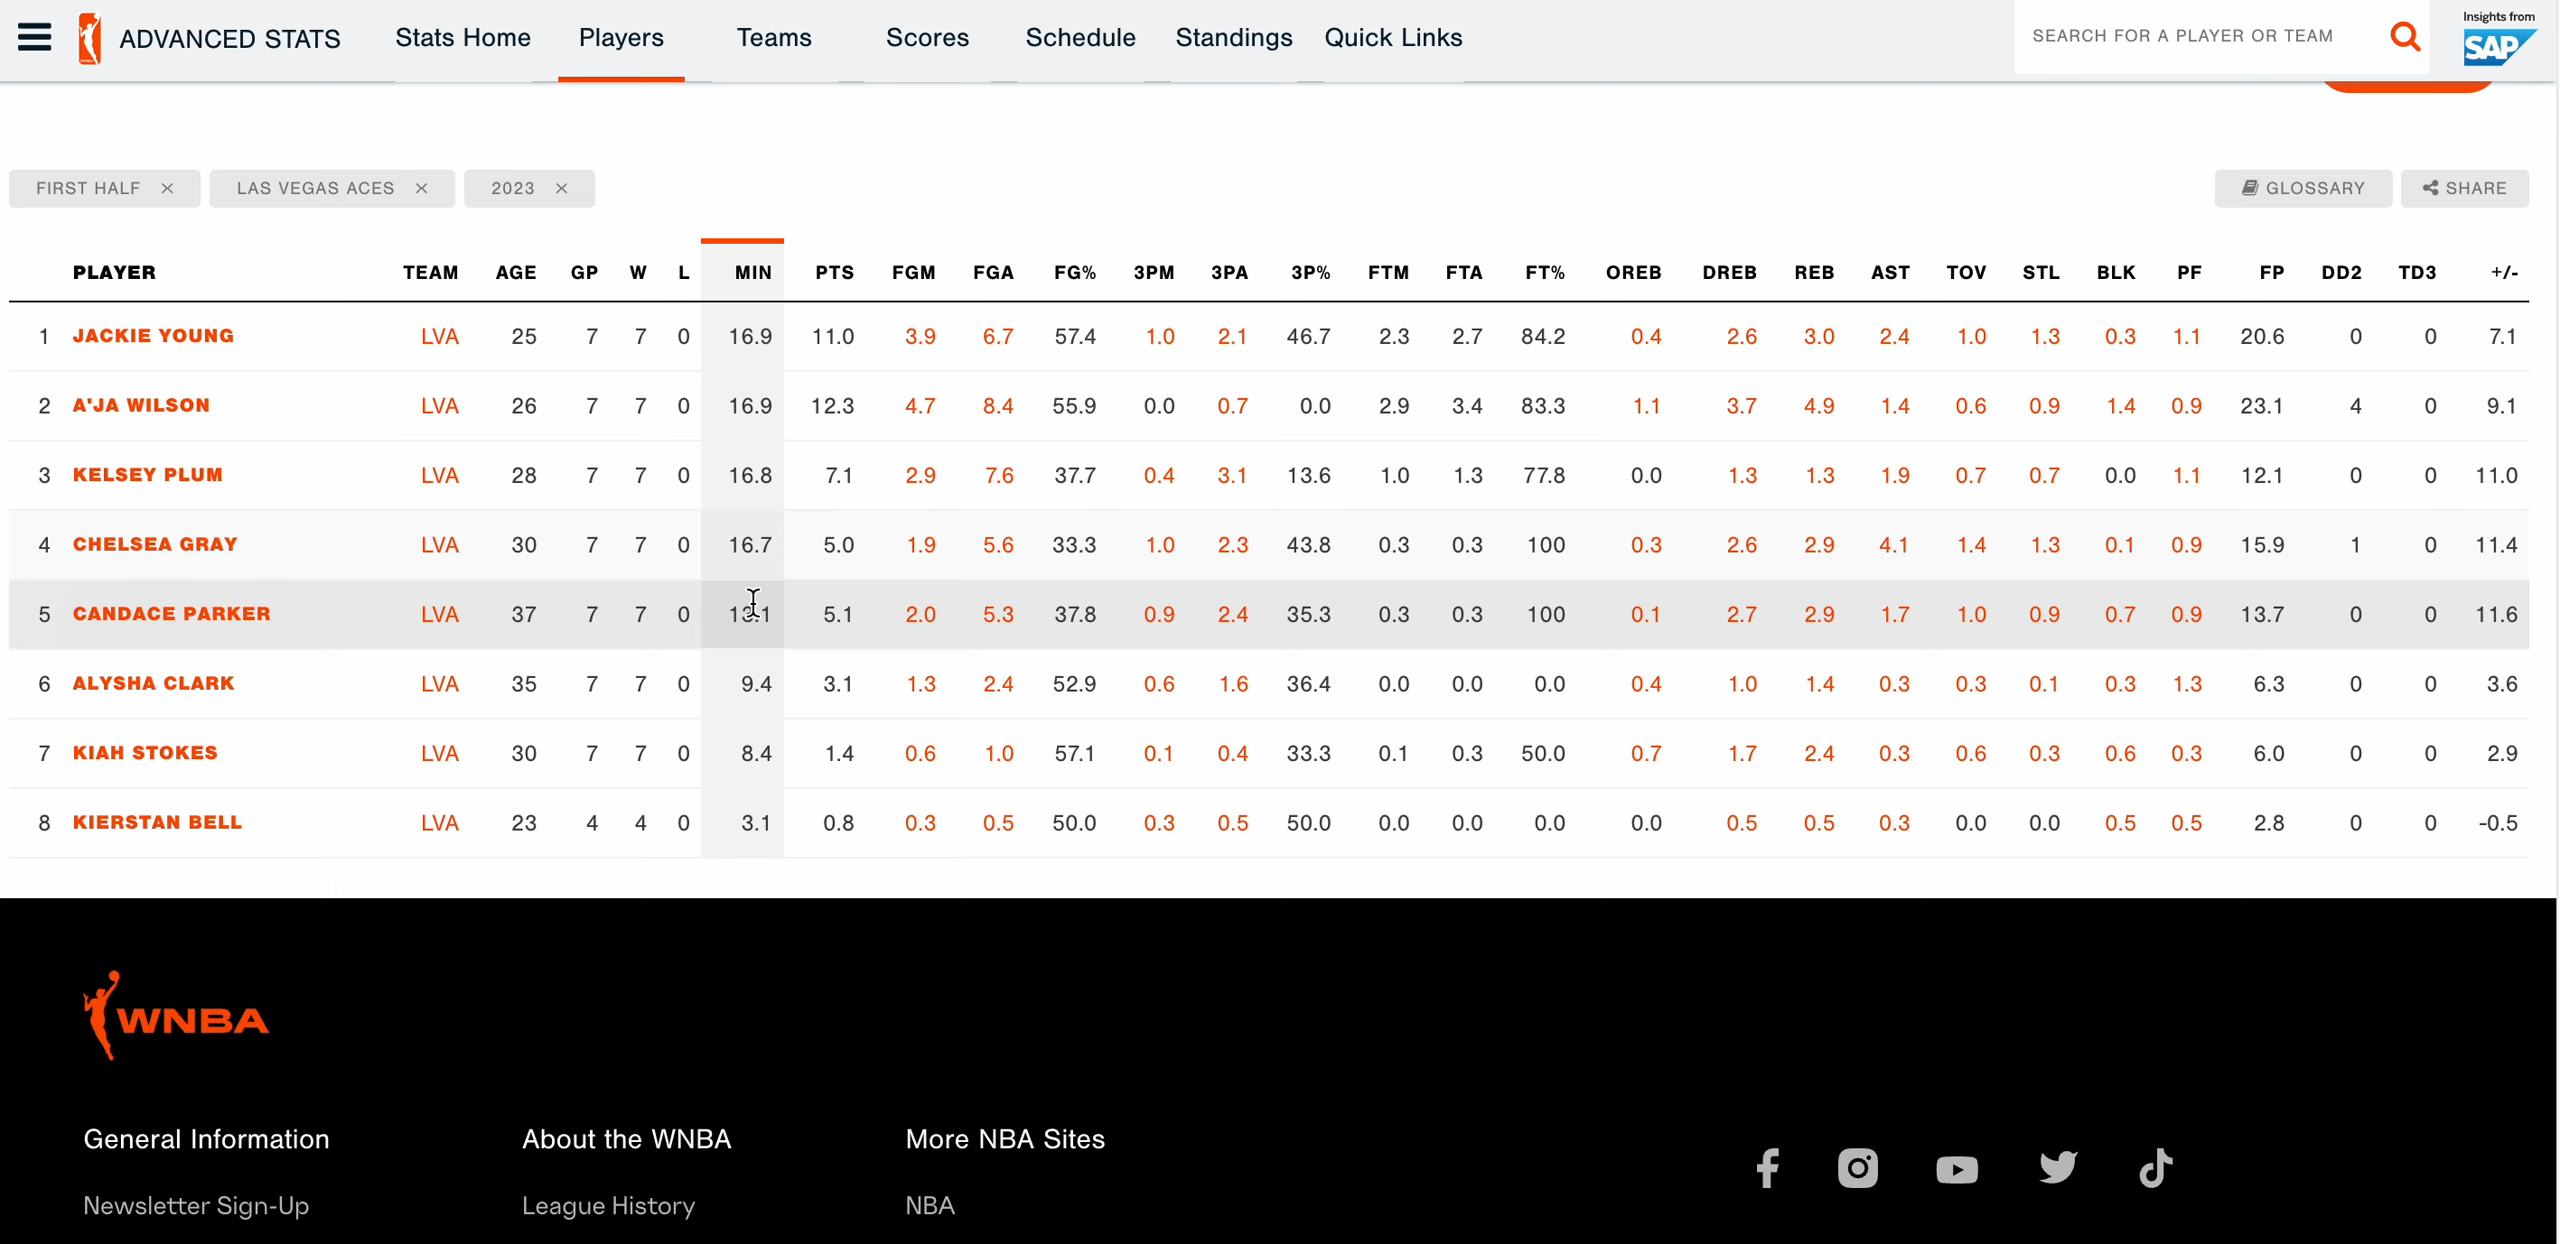 ADVANCED STATS Stats Home Players Teams Scores Schedule Standings Quick Links SEARCH FOR A PLAYER OR TEAM Insights from SAP
FIRST HALF × LAS VEGAS ACES × 2023 × GLOSSARY SHARE
PLAYER TEAM AGE GP W L MIN PTS FGM FGA FG% 3PM 3PA 3P% FTM FTA FT% OREB DREB REB AST TOV STL BLK PF FP DD2 TD3 +/-
1 JACKIE YOUNG LVA 25 7 7 0 16.9 11.0 3.9 6.7 57.4 1.0 2.1 46.7 2.3 2.7 84.2 0.4 2.6 3.0 2.4 1.0 1.3 0.3 1.1 20.6 0 0 7.1
2 A'JA WILSON LVA 26 7 7 0 16.9 12.3 4.7 8.4 55.9 0.0 0.7 0.0 2.9 3.4 83.3 1.1 3.7 4.9 1.4 0.6 0.9 1.4 0.9 23.1 4 0 9.1
3 KELSEY PLUM LVA 28 7 7 0 16.8 7.1 2.9 7.6 37.7 0.4 3.1 13.6 1.0 1.3 77.8 0.0 1.3 1.3 1.9 0.7 0.7 0.0 1.1 12.1 0 0 11.0
4 CHELSEA GRAY LVA 30 7 7 0 16.7 5.0 1.9 5.6 33.3 1.0 2.3 43.8 0.3 0.3 100 0.3 2.6 2.9 4.1 1.4 1.3 0.1 0.9 15.9 1 0 11.4
5 CANDACE PARKER LVA 37 7 7 0 13.1 5.1 2.0 5.3 37.8 0.9 2.4 35.3 0.3 0.3 100 0.1 2.7 2.9 1.7 1.0 0.9 0.7 0.9 13.7 0 0 11.6
6 ALYSHA CLARK LVA 35 7 7 0 9.4 3.1 1.3 2.4 52.9 0.6 1.6 36.4 0.0 0.0 0.0 0.4 1.0 1.4 0.3 0.3 0.1 0.3 1.3 6.3 0 0 3.6
7 KIAH STOKES LVA 30 7 7 0 8.4 1.4 0.6 1.0 57.1 0.1 0.4 33.3 0.1 0.3 50.0 0.7 1.7 2.4 0.3 0.6 0.3 0.6 0.3 6.0 0 0 2.9
8 KIERSTAN BELL LVA 23 4 4 0 3.1 0.8 0.3 0.5 50.0 0.3 0.5 50.0 0.0 0.0 0.0 0.0 0.5 0.5 0.3 0.0 0.0 0.5 0.5 2.8 0 0 -0.5
WNBA
General Information About the WNBA More NBA Sites
Newsletter Sign-Up League History NBA